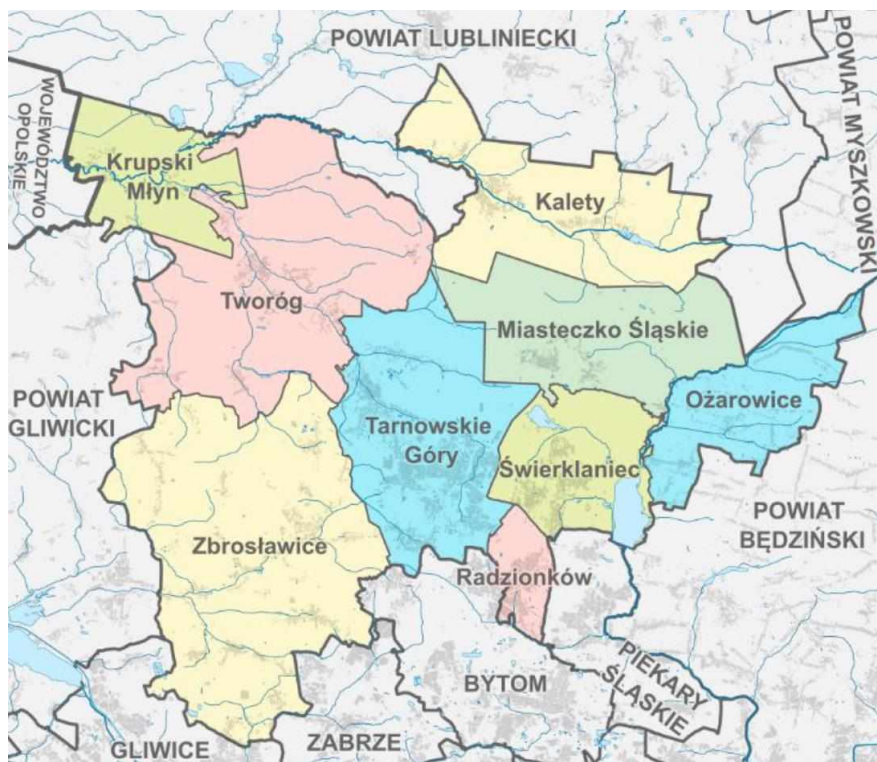 POWIAT LUBLINIECKI
POWIAT MYSZKOWSKI
WOJEWÓDZTWO
OPOLSKIE
Krupski
Młyn
Kalety
Tworóg
Miasteczko Śląskie
Ożarowice
POWIAT
GLIWICKI
Tarnowskie
Góry
Świerklaniec
POWIAT
BĘDZIŃSKI
Zbrosławice
Radzionków
PIEKARY
ŚLĄSKIE
BYTOM
ZABRZE
GLIWICE